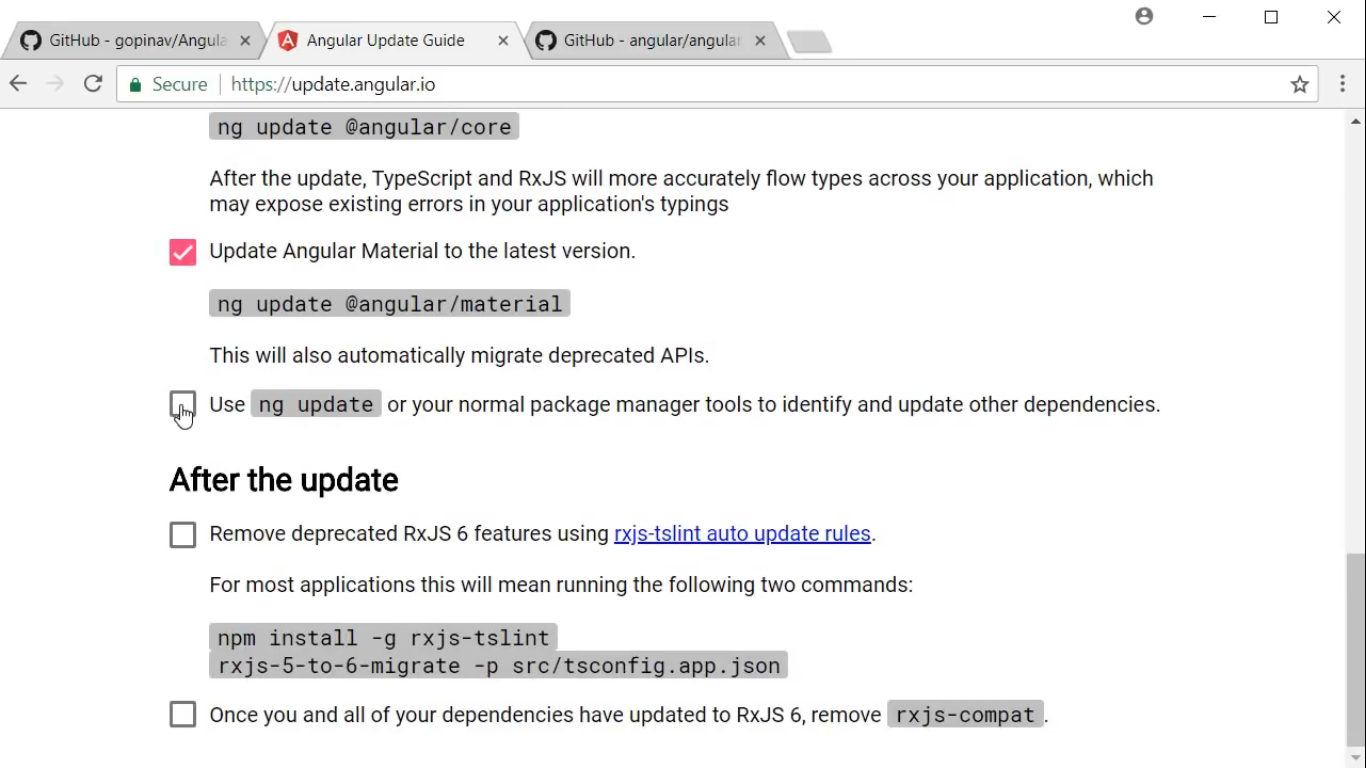 GitHub - gopinav/Angula
Angular Update Guide
GitHub - angular/angular
Secure
https://update.angular.io
ng update @angular/core
After the update, TypeScript and RxJS will more accurately flow types across your application, which
may expose existing errors in your application's typings
Update Angular Material to the latest version.
ng update @angular/material
This will also automatically migrate deprecated APIs.
Use ng update or your normal package manager tools to identify and update other dependencies.
After the update
Remove deprecated RxJS 6 features using rxjs-tslint auto update rules.
For most applications this will mean running the following two commands:
npm install -g rxjs-tslint
rxjs-5-to-6-migrate -p src/tsconfig.app.json
Once you and all of your dependencies have updated to RxJS 6, remove rxjs-compat.